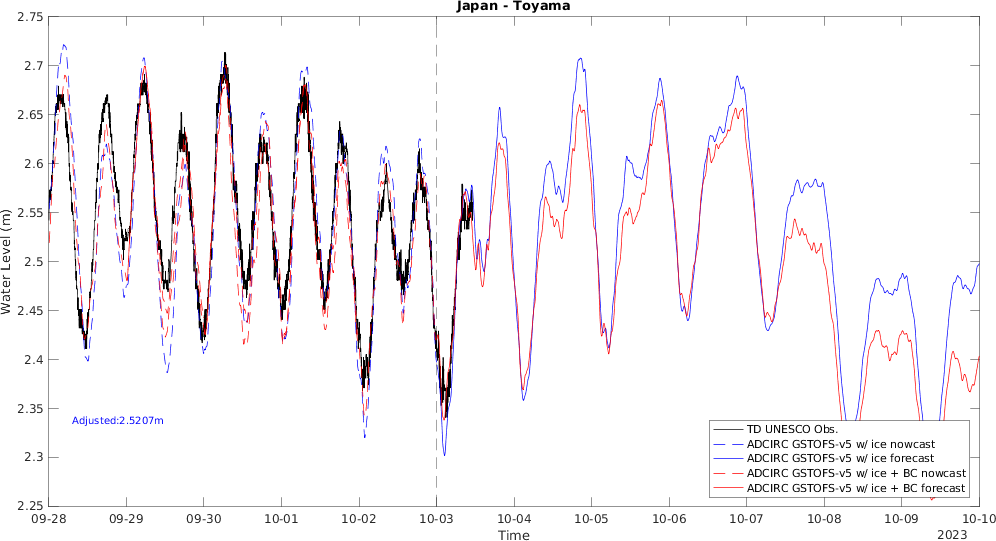 Japan - Toyama
2.75
2.7
2.65
2.6
2.55
2.5
2.45
2.4
2.35
2.3
2.25
Water Level (m)
Adjusted:2.5207m
TD UNESCO Obs.
ADCIRC GSTOFS-v5 w/ ice nowcast
ADCIRC GSTOFS-v5 w/ ice forecast
ADCIRC GSTOFS-v5 w/ ice + BC nowcast
ADCIRC GSTOFS-v5 w/ ice + BC forecast
09-28 09-29 09-30 10-01 10-02 10-03 10-04 10-05 10-06 10-07 10-08 10-09 10-10
Time
2023